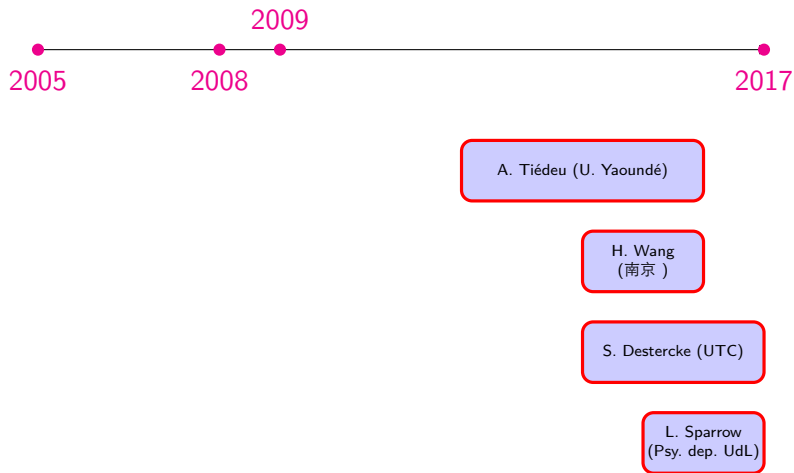 2009
2005 2008 2017
A. Tiédeu (U. Yaoundé)
H. Wang
(南京 )
S. Destercke (UTC)
L. Sparrow
(Psy. dep. UdL)